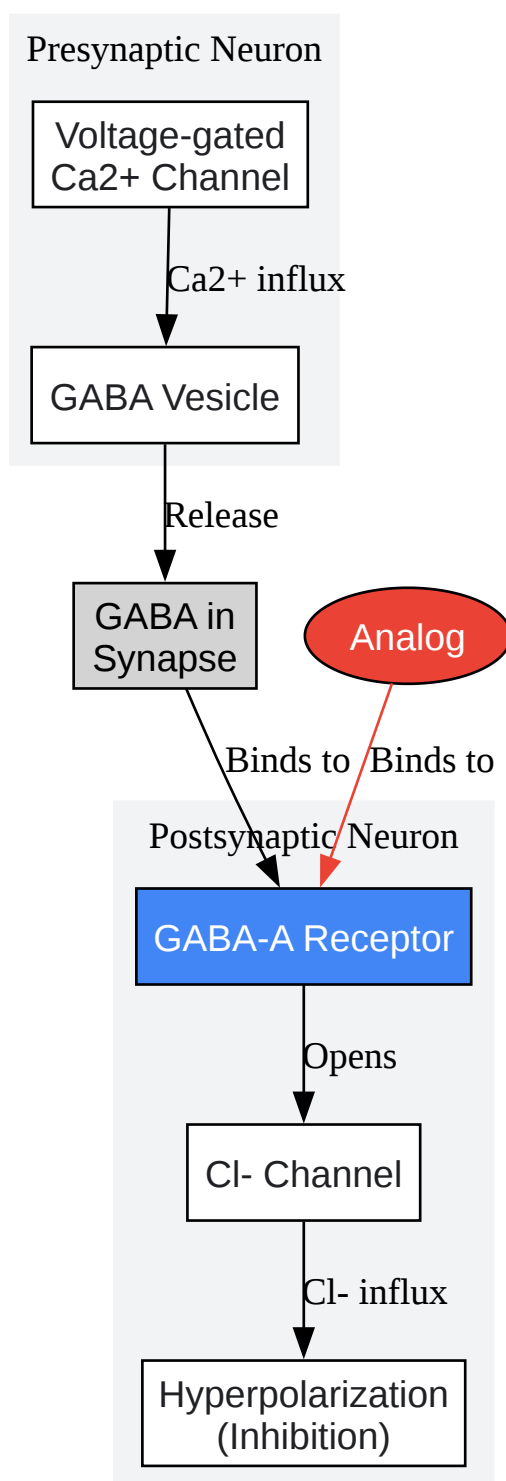 Presynaptic Neuron
Voltage-gated
Ca2+ Channel
Ca2+ influx
GABA Vesicle
Release
GABA in
Synapse
Analog
Binds to
Binds to
Postsynaptic Neuron
GABA-A Receptor
Opens
Cl- Channel
Cl- influx
Hyperpolarization
(Inhibition)